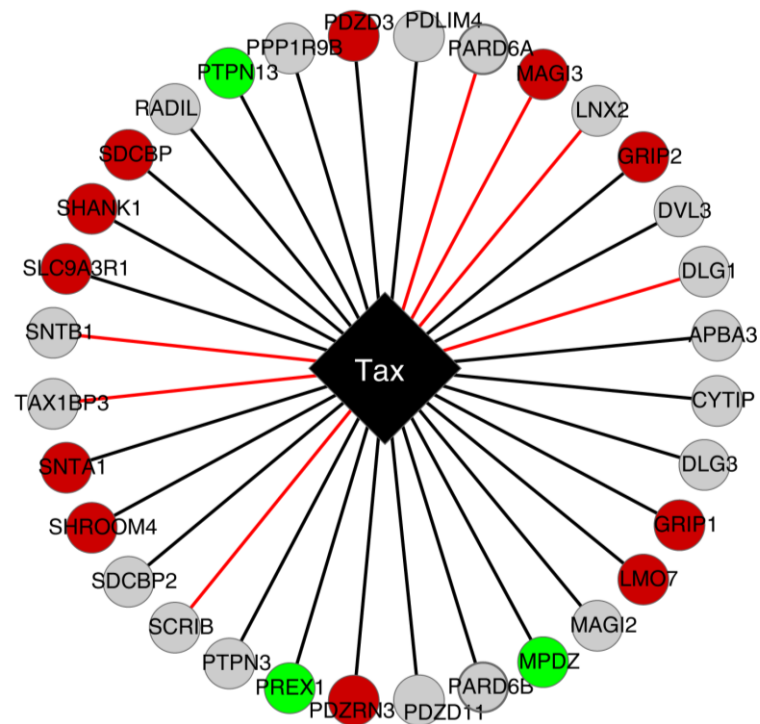 PDZD3
PDLIM4
PPP1R9B
PARD6A
PTPN13
MAGI3
RADIL
LNX2
SDCBP
GRIP2
SHANK1
DVL3
SLC9A3R1
DLG1
SNTB1
APBA3
Tax
TAX1BP3
CYTIP
SNTA1
DLG3
SHROOM4
GRIP1
SDCBP2
LMO7
SCRIB
MAGI2
PTPN3
MPDZ
PREX1
PARD6B
PDZRN3
PDZD11